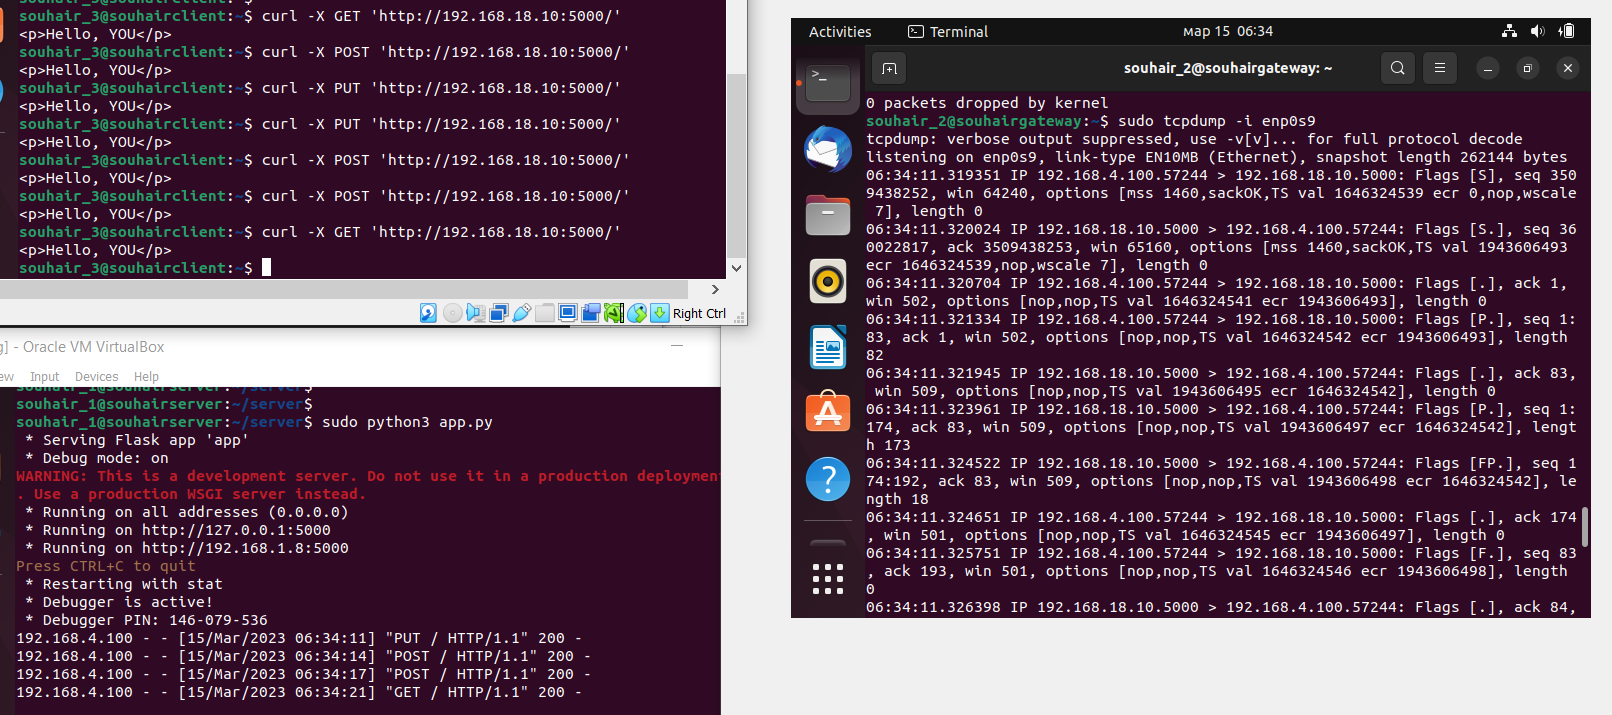 souhair_3@souhairclient:~$ curl -X GET 'http://192.168.18.10:5000/'
<p>Hello, YOU</p>
souhair_3@souhairclient:~$ curl -X POST 'http://192.168.18.10:5000/'
<p>Hello, YOU</p>
souhair_3@souhairclient:~$ curl -X PUT 'http://192.168.18.10:5000/'
<p>Hello, YOU</p>
souhair_3@souhairclient:~$ curl -X PUT 'http://192.168.18.10:5000/'
<p>Hello, YOU</p>
souhair_3@souhairclient:~$ curl -X POST 'http://192.168.18.10:5000/'
<p>Hello, YOU</p>
souhair_3@souhairclient:~$ curl -X POST 'http://192.168.18.10:5000/'
<p>Hello, YOU</p>
souhair_3@souhairclient:~$ curl -X GET 'http://192.168.18.10:5000/'
<p>Hello, YOU</p>
souhair_3@souhairclient:~$
Right Ctrl
g] - Oracle VM VirtualBox
ew Input Devices Help
souhair_1@souhairserver:~/server$
souhair_1@souhairserver:~/server$
souhair_1@souhairserver:~/server$ sudo python3 app.py
* Serving Flask app 'app'
* Debug mode: on
WARNING: This is a development server. Do not use it in a production deployment
. Use a production WSGI server instead.
* Running on all addresses (0.0.0.0)
* Running on http://127.0.0.1:5000
* Running on http://192.168.1.8:5000
Press CTRL+C to quit
* Restarting with stat
* Debugger is active!
* Debugger PIN: 146-079-536
192.168.4.100 - - [15/Mar/2023 06:34:11] "PUT / HTTP/1.1" 200 -
192.168.4.100 - - [15/Mar/2023 06:34:14] "POST / HTTP/1.1" 200 -
192.168.4.100 - - [15/Mar/2023 06:34:17] "POST / HTTP/1.1" 200 -
192.168.4.100 - - [15/Mar/2023 06:34:21] "GET / HTTP/1.1" 200 -
Activities Terminal мар 15 06:34
souhair_2@souhairgateway: ~
0 packets dropped by kernel
souhair_2@souhairgateway:~$ sudo tcpdump -i enp0s9
tcpdump: verbose output suppressed, use -v[v]... for full protocol decode
listening on enp0s9, link-type EN10MB (Ethernet), snapshot length 262144 bytes
06:34:11.319351 IP 192.168.4.100.57244 > 192.168.18.10.5000: Flags [S], seq 350
9438252, win 64240, options [mss 1460,sackOK,TS val 1646324539 ecr 0,nop,wscale
7], length 0
06:34:11.320024 IP 192.168.18.10.5000 > 192.168.4.100.57244: Flags [S.], seq 36
0022817, ack 3509438253, win 65160, options [mss 1460,sackOK,TS val 1943606493
ecr 1646324539,nop,wscale 7], length 0
06:34:11.320704 IP 192.168.4.100.57244 > 192.168.18.10.5000: Flags [.], ack 1,
win 502, options [nop,nop,TS val 1646324541 ecr 1943606493], length 0
06:34:11.321334 IP 192.168.4.100.57244 > 192.168.18.10.5000: Flags [P.], seq 1:
83, ack 1, win 502, options [nop,nop,TS val 1646324542 ecr 1943606493], length
82
06:34:11.321945 IP 192.168.18.10.5000 > 192.168.4.100.57244: Flags [.], ack 83,
win 509, options [nop,nop,TS val 1943606495 ecr 1646324542], length 0
06:34:11.323961 IP 192.168.18.10.5000 > 192.168.4.100.57244: Flags [P.], seq 1:
174, ack 83, win 509, options [nop,nop,TS val 1943606497 ecr 1646324542], lengt
h 173
06:34:11.324522 IP 192.168.18.10.5000 > 192.168.4.100.57244: Flags [FP.], seq 1
74:192, ack 83, win 509, options [nop,nop,TS val 1943606498 ecr 1646324542], le
ngth 18
06:34:11.324651 IP 192.168.4.100.57244 > 192.168.18.10.5000: Flags [.], ack 174
, win 501, options [nop,nop,TS val 1646324545 ecr 1943606497], length 0
06:34:11.325751 IP 192.168.4.100.57244 > 192.168.18.10.5000: Flags [F.], seq 83
, ack 193, win 501, options [nop,nop,TS val 1646324546 ecr 1943606498], length
0
06:34:11.326398 IP 192.168.18.10.5000 > 192.168.4.100.57244: Flags [.], ack 84,